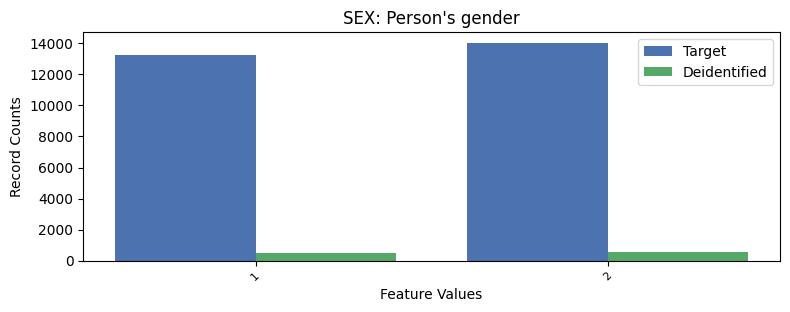 SEX: Person's gender
Target
Deidentified
Record Counts
14000
12000
10000
8000
6000
4000
2000
0
1
2
Feature Values